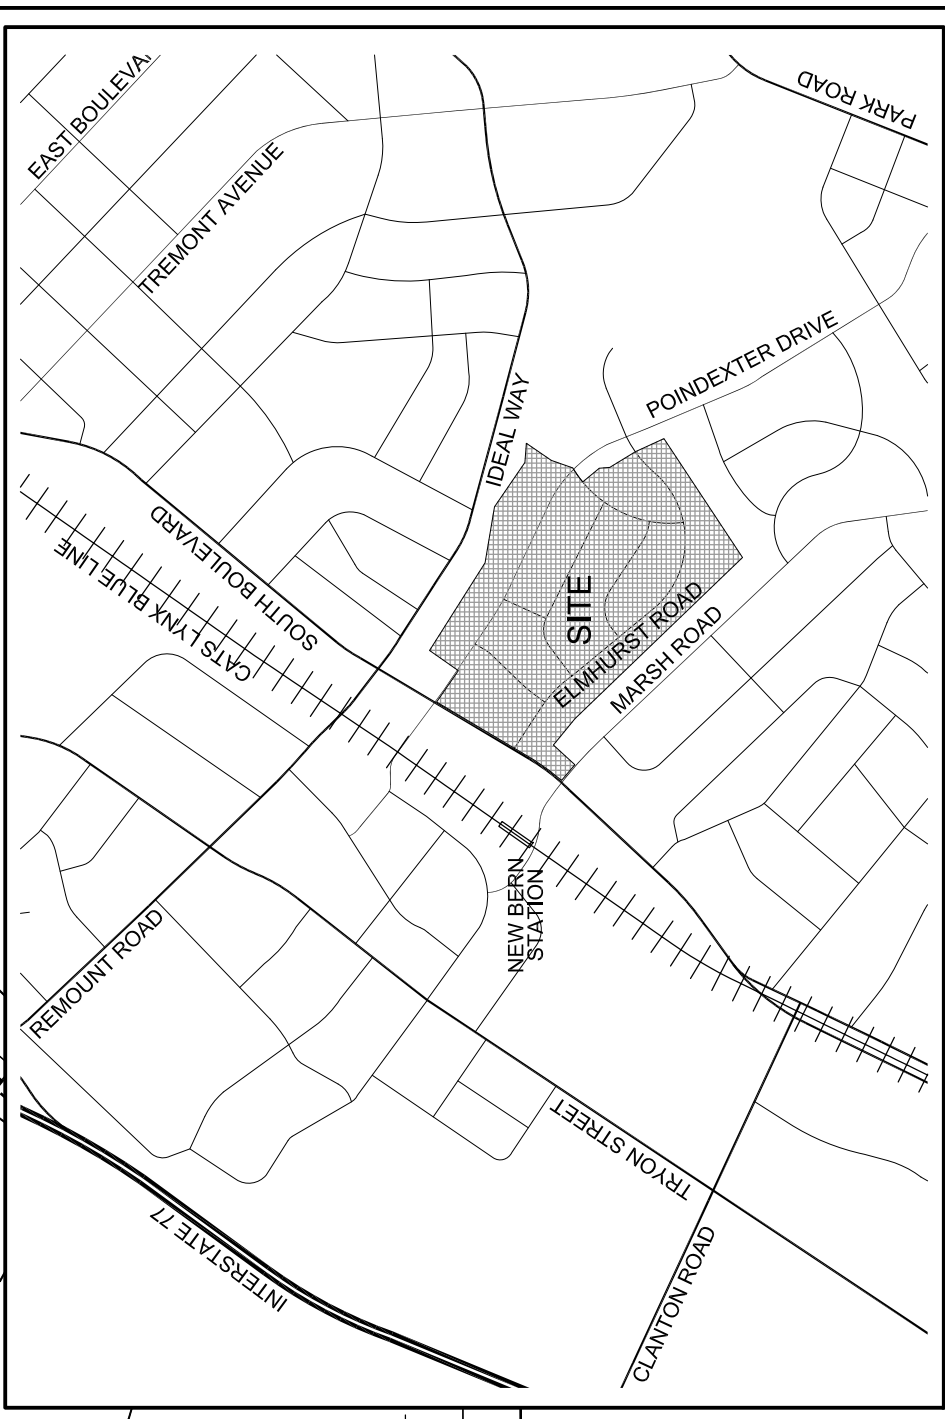 EAST BOULEVA
PARK ROAD
TREMONT AVENUE
POINDEXTER DRIVE
IDEAL WAY
SOUTH BOULEVARD
CATS LYNX BLUE LINE
SITE
ELMHURST ROAD
MARSH ROAD
NEW BERN
STATION
REMOUNT ROAD
TRYON STREET
INTERSTATE 77
CLANTON ROAD